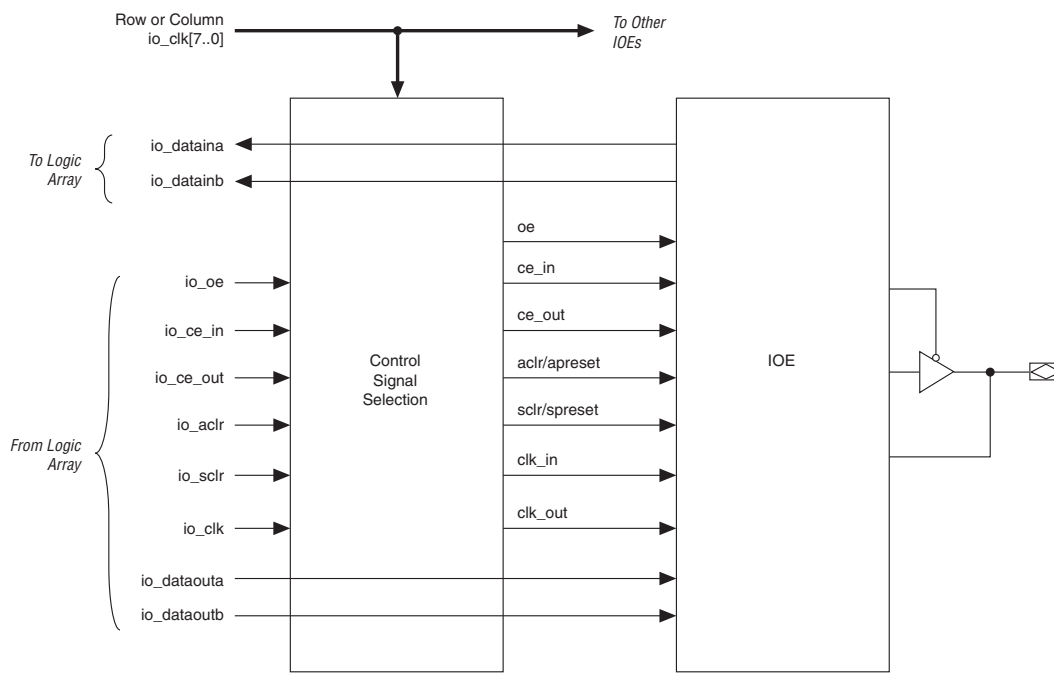 Row or Column
io_clk[7..0]
To Other
IOEs
To Logic
Array
io_dataina
io_datainb
oe
io_oe
ce_in
io_ce_in
ce_out
io_ce_out
Control
Signal
Selection
aclr/apreset
IOE
io_aclr
sclr/spreset
From Logic
Array
io_sclr
clk_in
io_clk
clk_out
io_dataouta
io_dataoutb